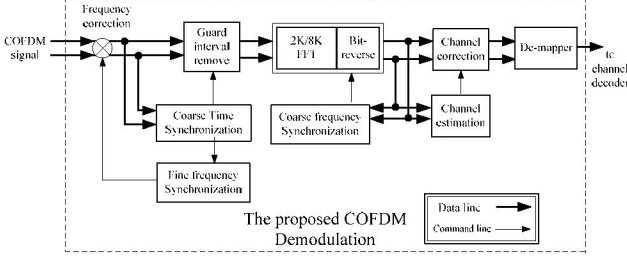 Frequency
correction
COFDM
signal
Guard
interval
remove
2K/8K
FFT
Bit-
reverse
Channel
correction
De-mapper
to
channel
decoder
Coarse Time
Synchronization
Coarse frequency
Synchronization
Channel
estimation
Fine frequency
Synchronization
The proposed COFDM
Demodulation
Data line
Command line